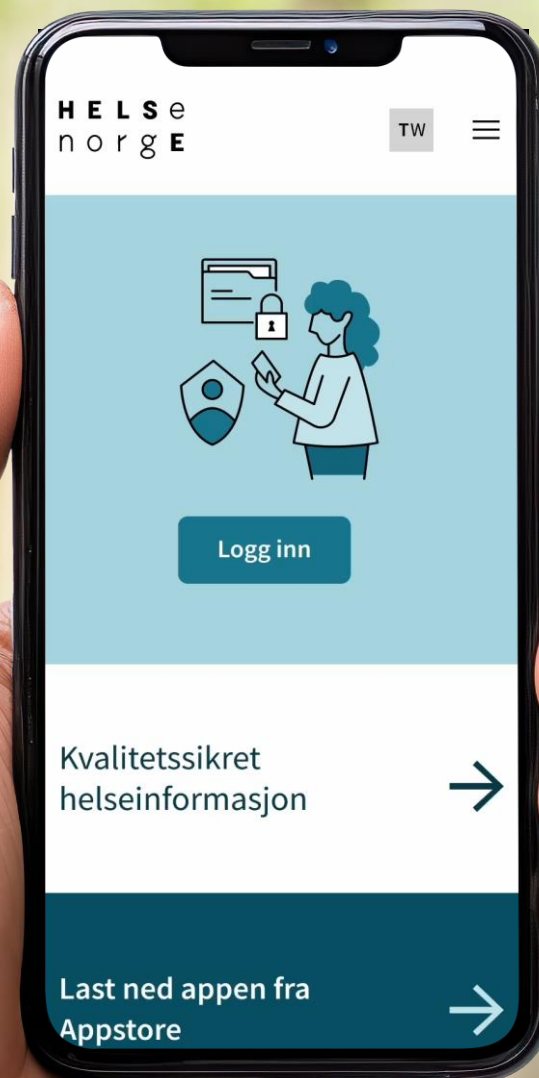 HELSe
norgE
TW
Logg inn
Kvalitetssikret
helseinformasjon
Last ned appen fra
Appstore